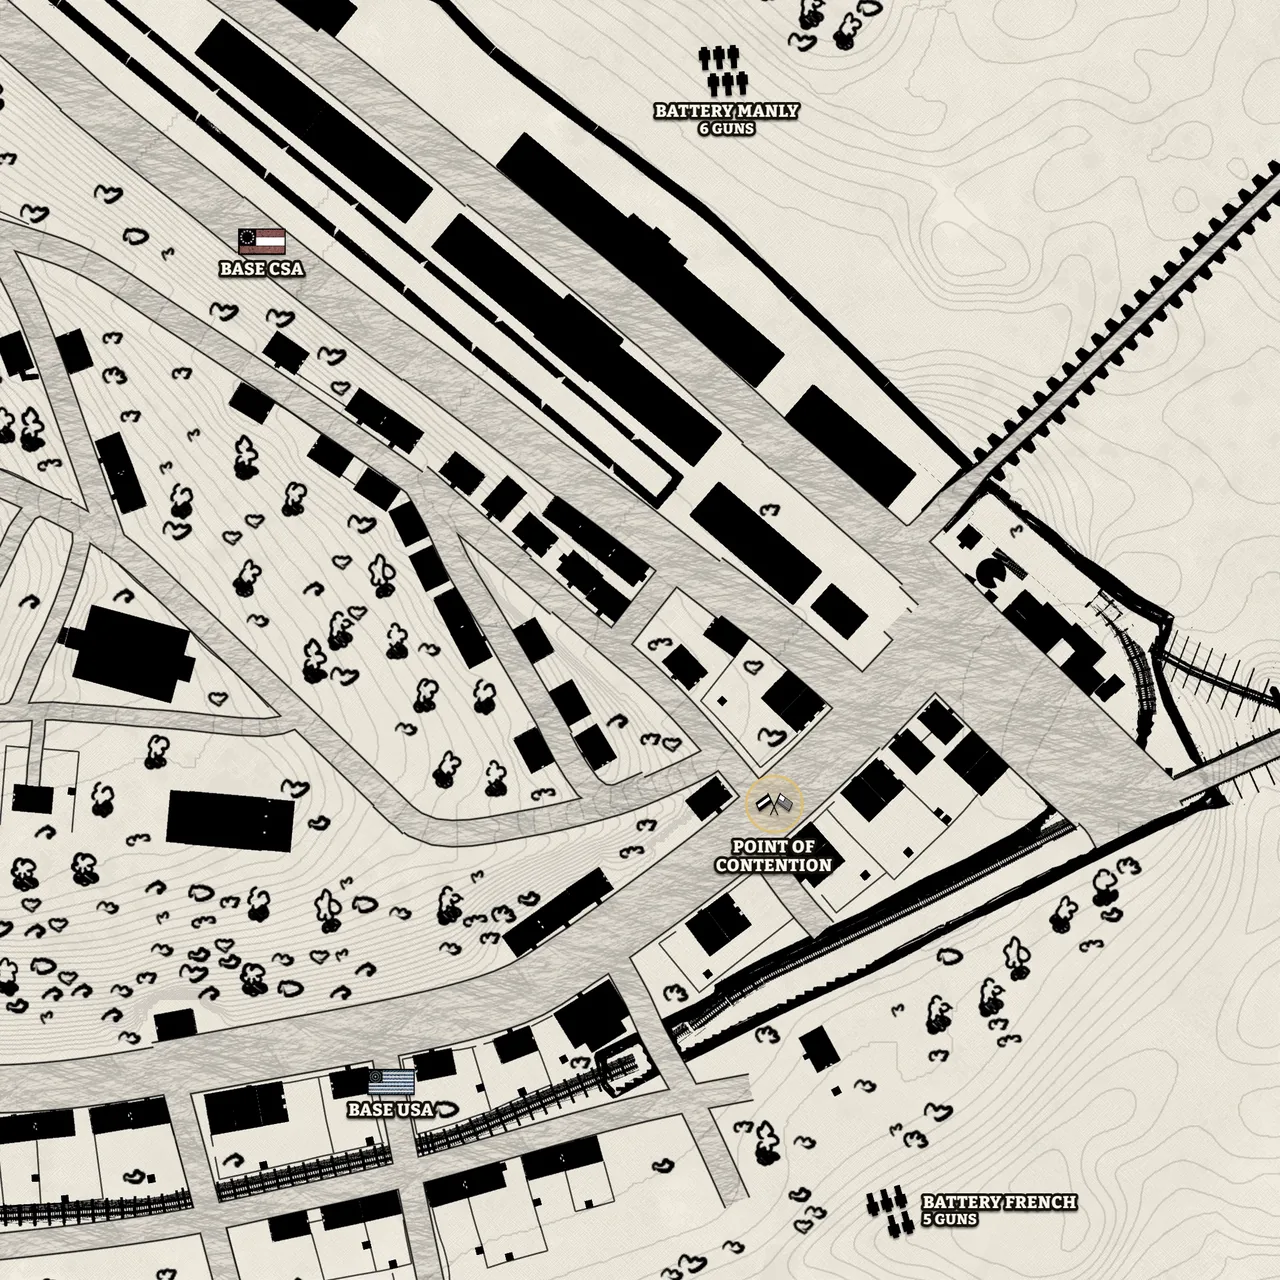 BATTERY MANLY
6 GUNS
BASE CSA
POINT OF
CONTENTION
BASE USA
BATTERY FRENCH
5 GUNS